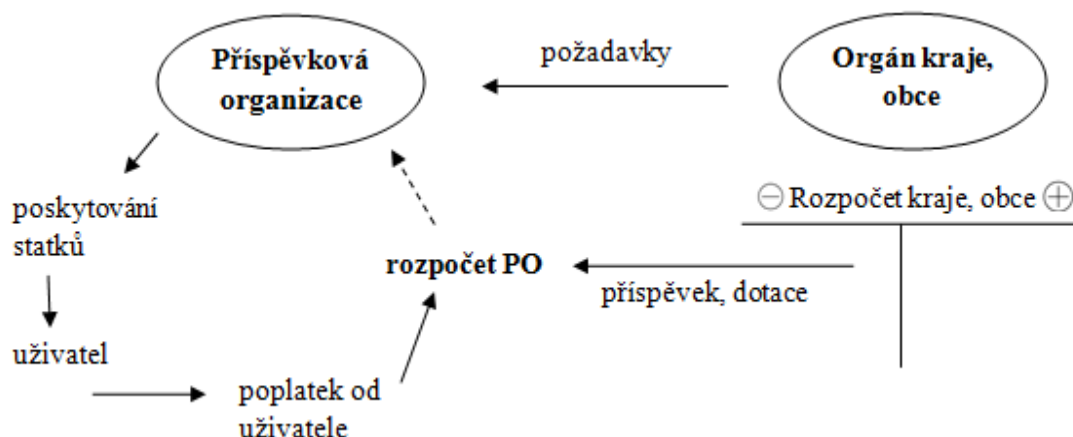 Příspěvková
organizace
požadavky
Orgán kraje,
obce
poskytování
statků
⊖ Rozpočet kraje, obce ⊕
rozpočet PO
příspěvek, dotace
uživatel
poplatek od
uživatele